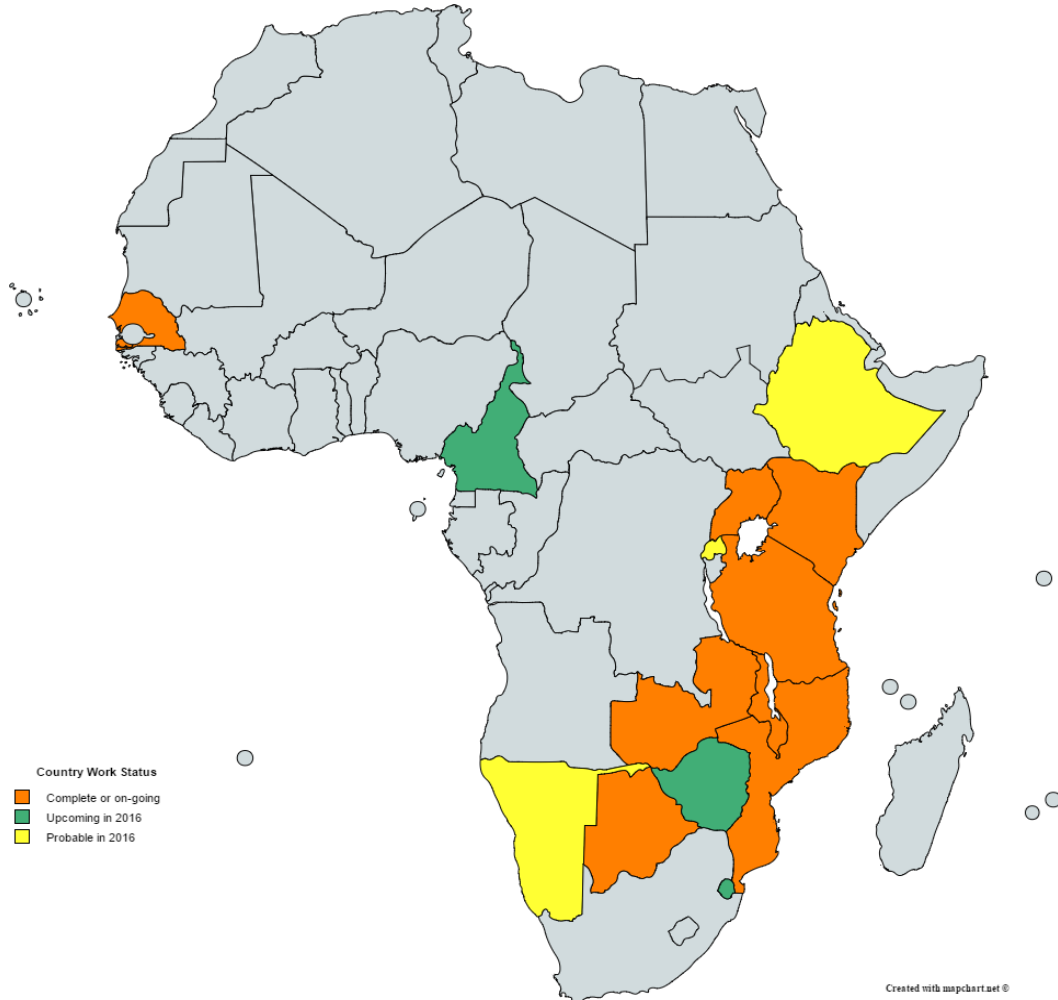 Country Work Status
Complete or on-going
Upcoming in 2016
Probable in 2016
Created with mapchart.net ©